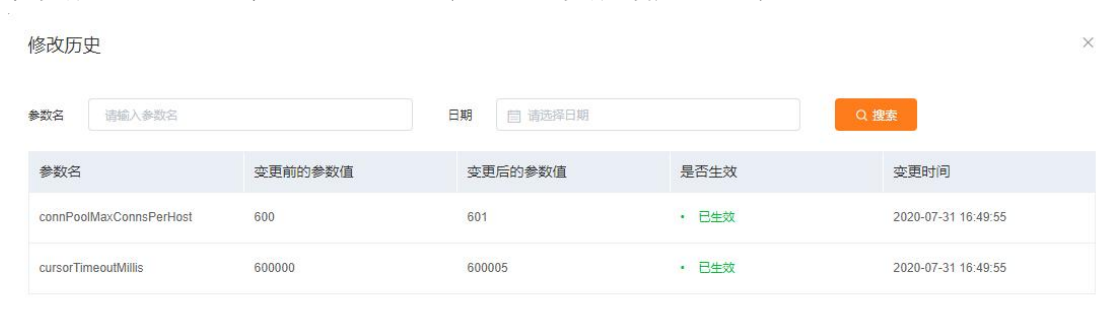 修改历史
参数名 请输入参数名 日期 请选择日期 搜索
参数名 变更前的参数值 变更后的参数值 是否生效 变更时间
connPoolMaxConnsPerHost 600 601 • 已生效 2020-07-31 16:49:55
cursorTimeoutMillis 600000 600005 • 已生效 2020-07-31 16:49:55